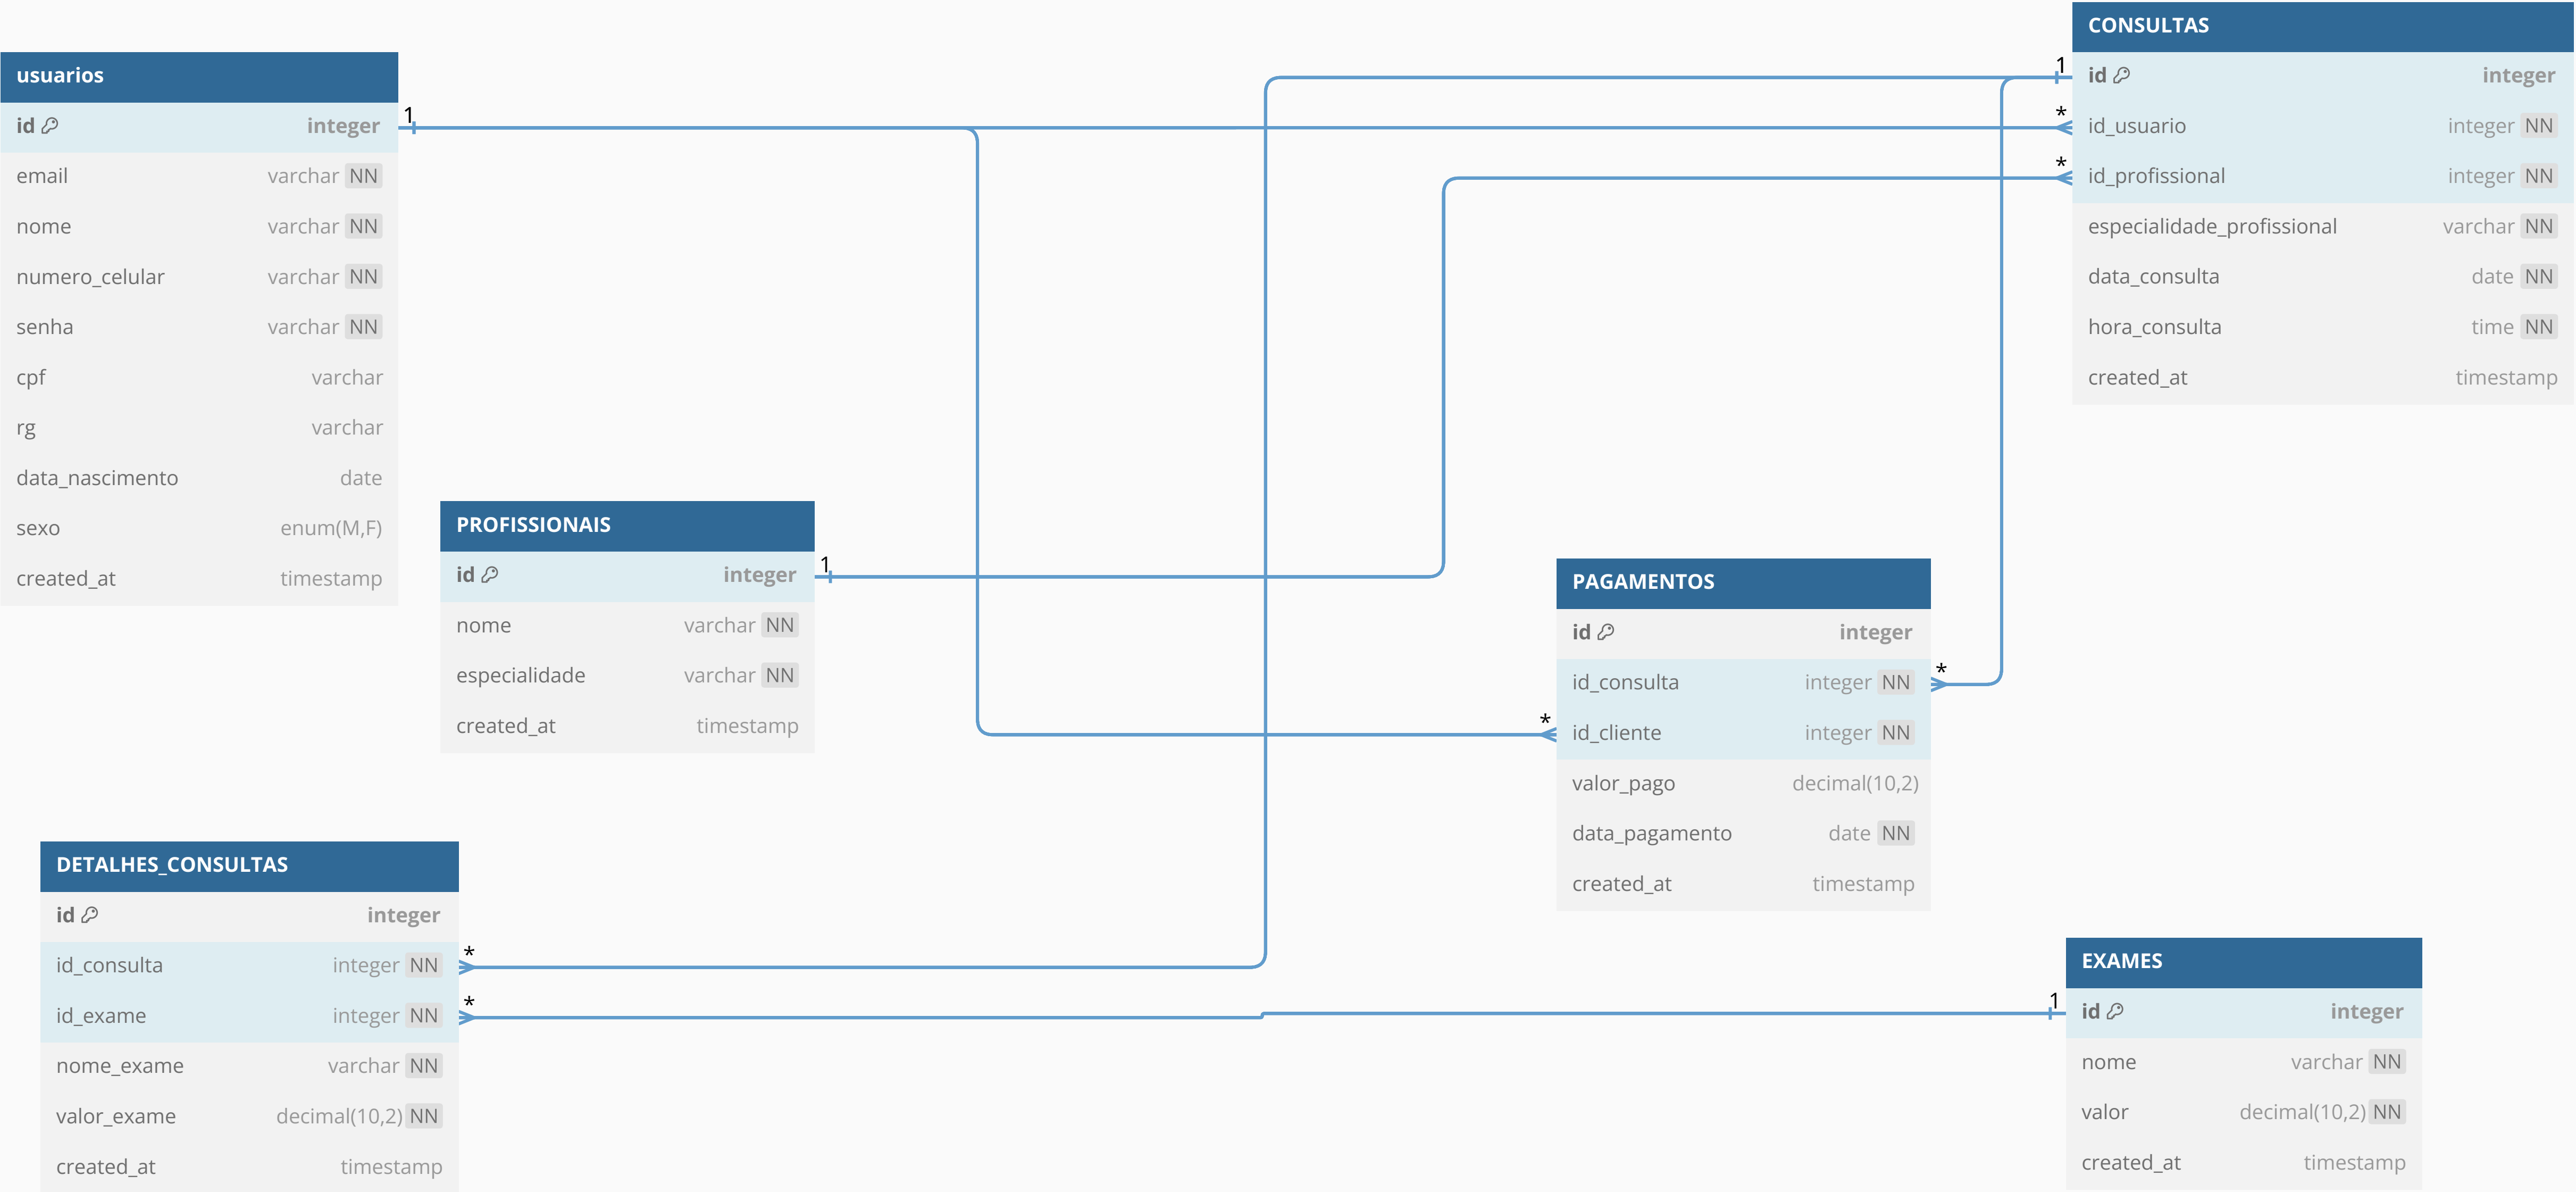 usuarios
id integer
email varchar NN
nome varchar NN
numero_celular varchar NN
senha varchar NN
cpf varchar
rg varchar
data_nascimento date
sexo enum(M,F)
created_at timestamp
1
PROFISSIONAIS
id integer
nome varchar NN
especialidade varchar NN
created_at timestamp
1
DETALHES_CONSULTAS
id integer
id_consulta integer NN
id_exame integer NN
nome_exame varchar NN
valor_exame decimal(10,2) NN
created_at timestamp
*
*
PAGAMENTOS
id integer
id_consulta integer NN
id_cliente integer NN
valor_pago decimal(10,2)
data_pagamento date NN
created_at timestamp
*
*
CONSULTAS
id integer
id_usuario integer NN
id_profissional integer NN
especialidade_profissional varchar NN
data_consulta date NN
hora_consulta time NN
created_at timestamp
1
*
*
EXAMES
id integer
nome varchar NN
valor decimal(10,2) NN
created_at timestamp
1